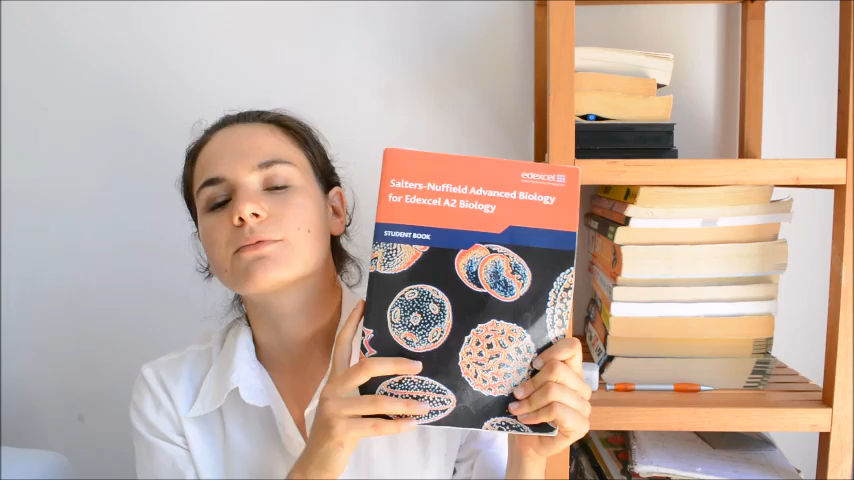 edexcel
Salters-Nuffield Advanced Biology
for Edexcel A2 Biology
STUDENT BOOK